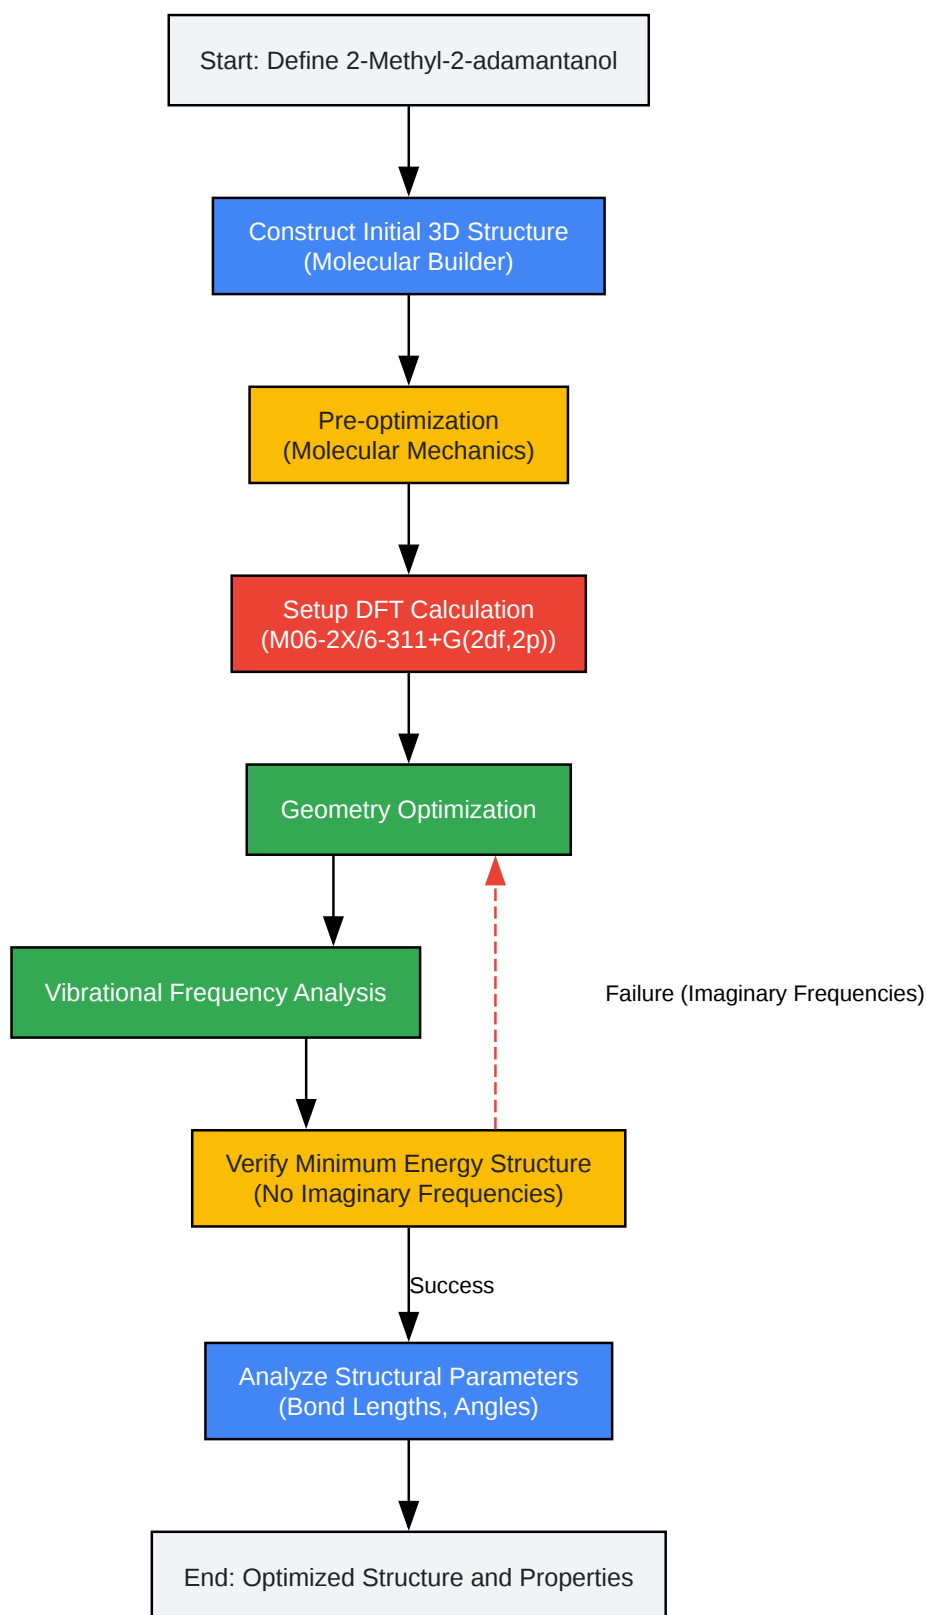 Start: Define 2-Methyl-2-adamantanol
Construct Initial 3D Structure
(Molecular Builder)
Pre-optimization
(Molecular Mechanics)
Setup DFT Calculation
(M06-2X/6-311+G(2df,2p))
Geometry Optimization
Vibrational Frequency Analysis
Failure (Imaginary Frequencies)
Verify Minimum Energy Structure
(No Imaginary Frequencies)
Success
Analyze Structural Parameters
(Bond Lengths, Angles)
End: Optimized Structure and Properties